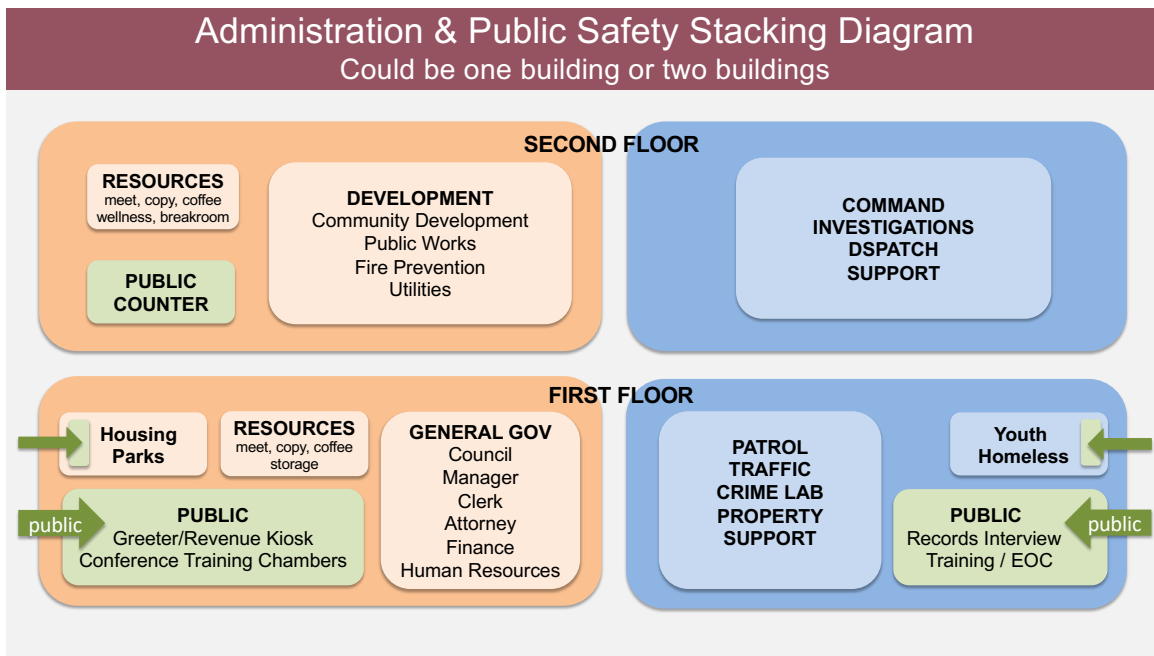 Administration & Public Safety Stacking Diagram
Could be one building or two buildings
SECOND FLOOR
RESOURCES
meet, copy, coffee
wellness, breakroom
PUBLIC
COUNTER
DEVELOPMENT
Community Development
Public Works
Fire Prevention
Utilities
COMMAND
INVESTIGATIONS
DSPATCH
SUPPORT
FIRST FLOOR
Housing
Parks
RESOURCES
meet, copy, coffee
storage
public
PUBLIC
Greeter/Revenue Kiosk
Conference Training Chambers
GENERAL GOV
Council
Manager
Clerk
Attorney
Finance
Human Resources
PATROL
TRAFFIC
CRIME LAB
PROPERTY
SUPPORT
Youth
Homeless
PUBLIC
Records Interview
Training / EOC
public